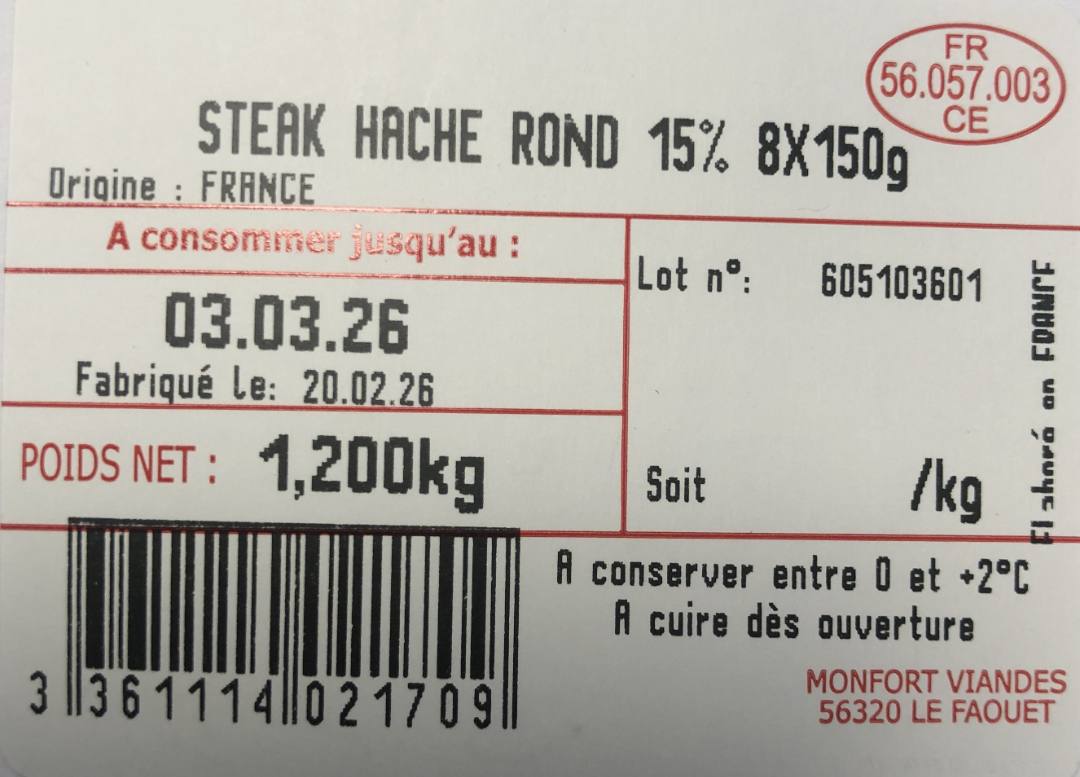 FR
56.057.003
CE
STEAK HACHE ROND 15% 8X150g
Origine : FRANCE
A consommer jusqu'au :
03.03.26
Fabriqué le: 20.02.26
POIDS NET : 1,200kg
Lot n°: 605103601
Soit /kg
Elaboré en FRANCE
A conserver entre 0 et +2°C
A cuire dès ouverture
3 361114 021709
MONFORT VIANDES
56320 LE FAOUET